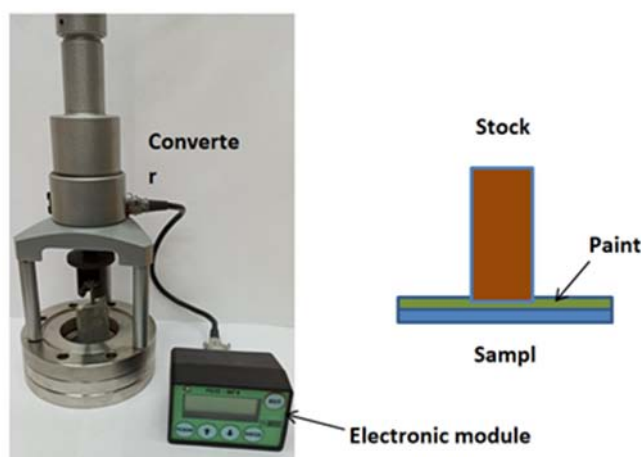 Converte
r
Stock
Paint
Sampl
Electronic module